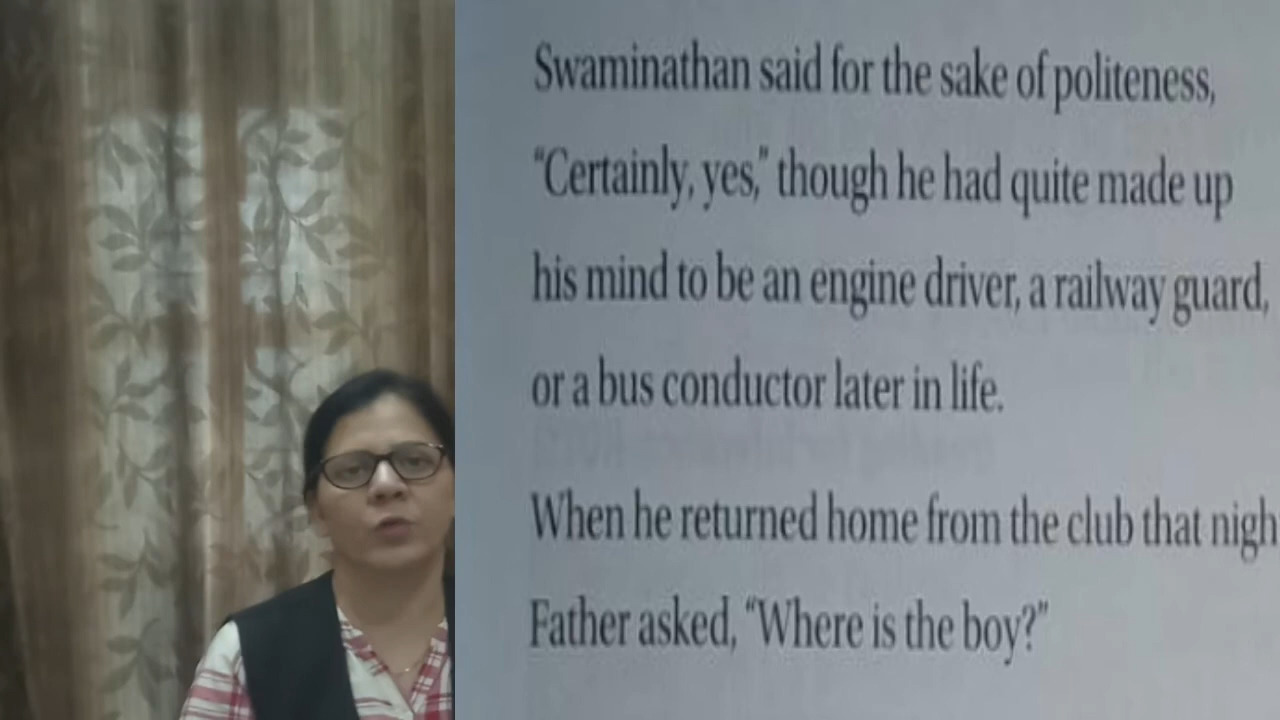 Swaminathan said for the sake of politeness,
“Certainly, yes,” though he had quite made up
his mind to be an engine driver, a railway guard,
or a bus conductor later in life.
When he returned home from the club that nigh
Father asked, “Where is the boy?”